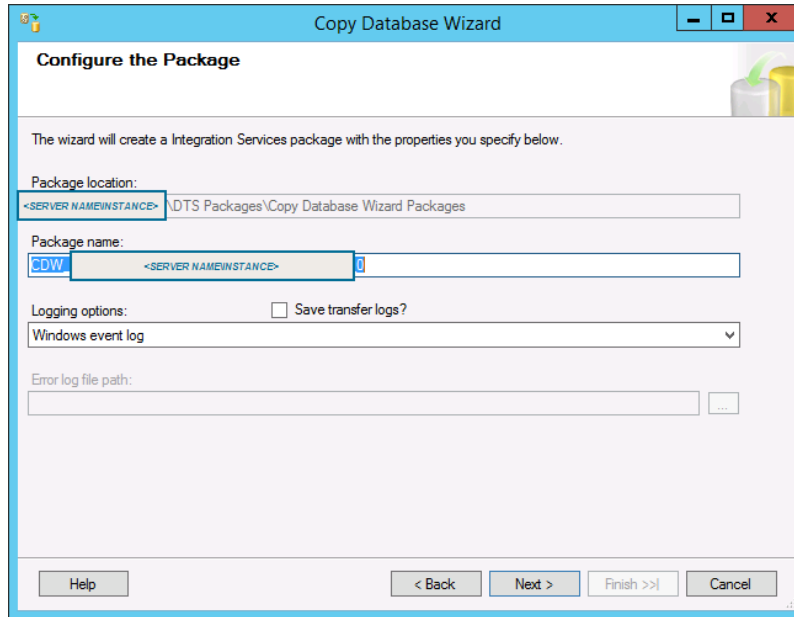 Copy Database Wizard
Configure the Package
The wizard will create a Integration Services package with the properties you specify below.
Package location:
<SERVER NAME\INSTANCE> \DTS Packages\Copy Database Wizard Packages
Package name:
CDW_ <SERVER NAME\INSTANCE> 0
Logging options: Save transfer logs?
Windows event log
Error log file path:
...
Help < Back Next > Finish >>| Cancel